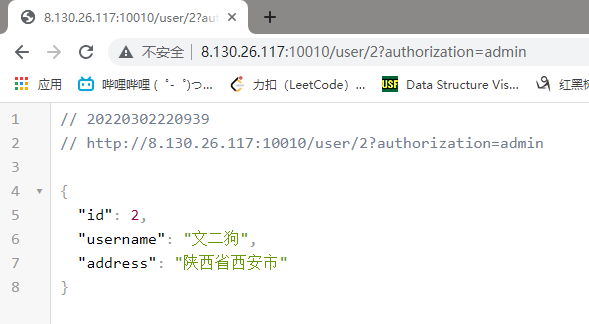 8.130.26.117:10010/user/2?aut
不安全 8.130.26.117:10010/user/2?authorization=admin
应用 哔哩哔哩 ( ゜- ゜)つ... 力扣（LeetCode）... USF Data Structure Vis... 红黑树
1 // 20220302220939
2 // http://8.130.26.117:10010/user/2?authorization=admin
3
4 {
5 "id": 2,
6 "username": "文二狗",
7 "address": "陕西省西安市"
8 }